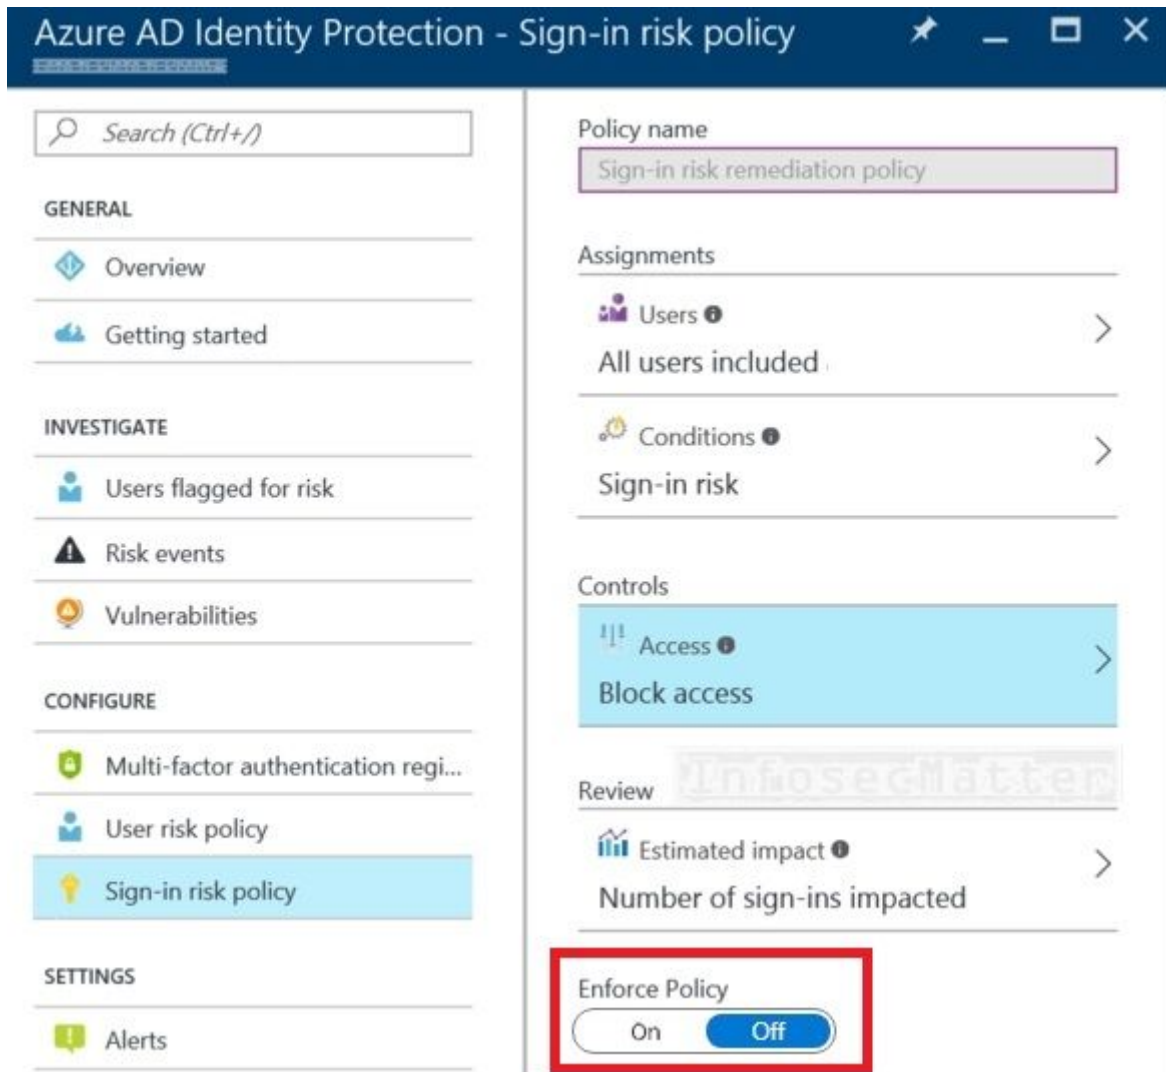 Azure AD Identity Protection - Sign-in risk policy
Search (Ctrl+/)
GENERAL
Overview
Getting started
INVESTIGATE
Users flagged for risk
Risk events
Vulnerabilities
CONFIGURE
Multi-factor authentication regi...
User risk policy
Sign-in risk policy
SETTINGS
Alerts
Policy name
Sign-in risk remediation policy
Assignments
Users
All users included
Conditions
Sign-in risk
Controls
Access
Block access
InfosecMatter
Review
Estimated impact
Number of sign-ins impacted
Enforce Policy
On Off